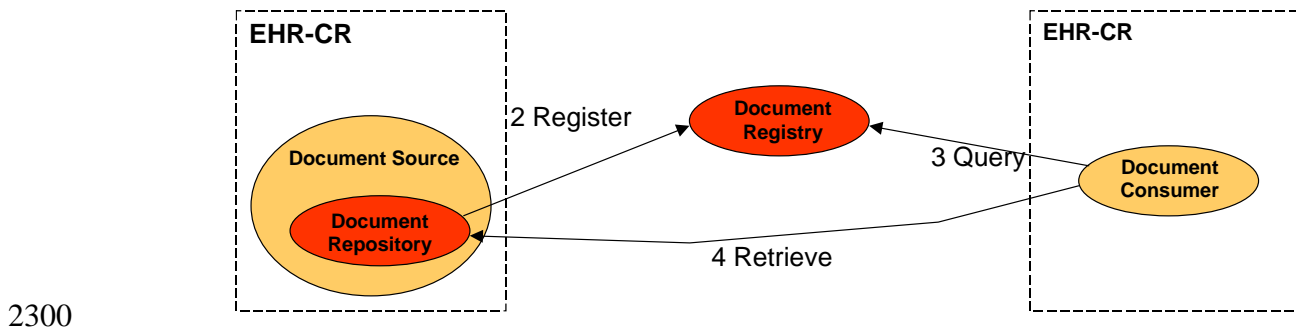 EHR-CR
EHR-CR
2 Register
Document
Registry
Document Source
3 Query
Document
Consumer
Document
Repository
4 Retrieve
2300